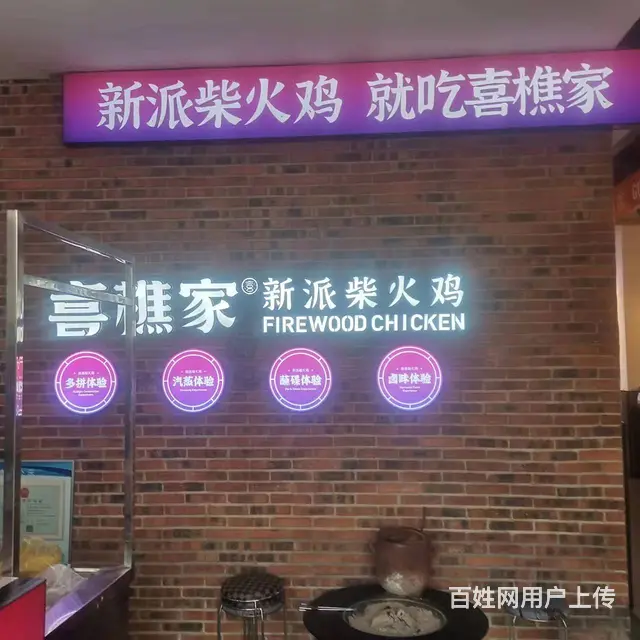 新派柴火鸡 就吃喜樵家
喜樵家 新派柴火鸡
FIREWOOD CHICKEN
多拼体验
汽蒸体验
蘸碟体验
卤味体验
百姓网用户上传